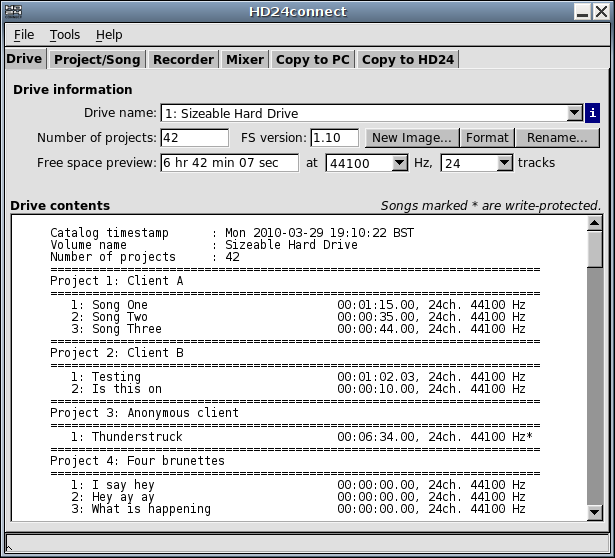 HD24connect
File Tools Help
Drive Project/Song Recorder Mixer Copy to PC Copy to HD24
Drive information
Drive name: 1: Sizeable Hard Drive i
Number of projects: 42 FS version: 1.10 New Image... Format Rename...
Free space preview: 6 hr 42 min 07 sec at 44100 Hz, 24 tracks
Drive contents Songs marked * are write-protected.
Catalog timestamp : Mon 2010-03-29 19:10:22 BST
Volume name : Sizeable Hard Drive
Number of projects : 42
======================================================================
Project 1: Client A
======================================================================
1: Song One 00:01:15.00, 24ch. 44100 Hz
2: Song Two 00:00:35.00, 24ch. 44100 Hz
3: Song Three 00:00:44.00, 24ch. 44100 Hz
======================================================================
Project 2: Client B
======================================================================
1: Testing 00:01:02.03, 24ch. 44100 Hz
2: Is this on 00:00:10.00, 24ch. 44100 Hz
======================================================================
Project 3: Anonymous client
======================================================================
1: Thunderstruck 00:06:34.00, 24ch. 44100 Hz*
======================================================================
Project 4: Four brunettes
======================================================================
1: I say hey 00:00:00.00, 24ch. 44100 Hz
2: Hey ay ay 00:00:00.00, 24ch. 44100 Hz
3: What is happening 00:00:00.00, 24ch. 44100 Hz